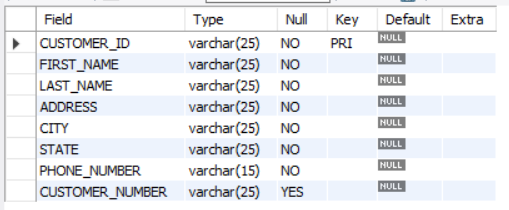 Field Type Null Key Default Extra
CUSTOMER_ID varchar(25) NO PRI NULL
FIRST_NAME varchar(25) NO NULL
LAST_NAME varchar(25) NO NULL
ADDRESS varchar(25) NO NULL
CITY varchar(25) NO NULL
STATE varchar(25) NO NULL
PHONE_NUMBER varchar(15) NO NULL
CUSTOMER_NUMBER varchar(25) YES NULL